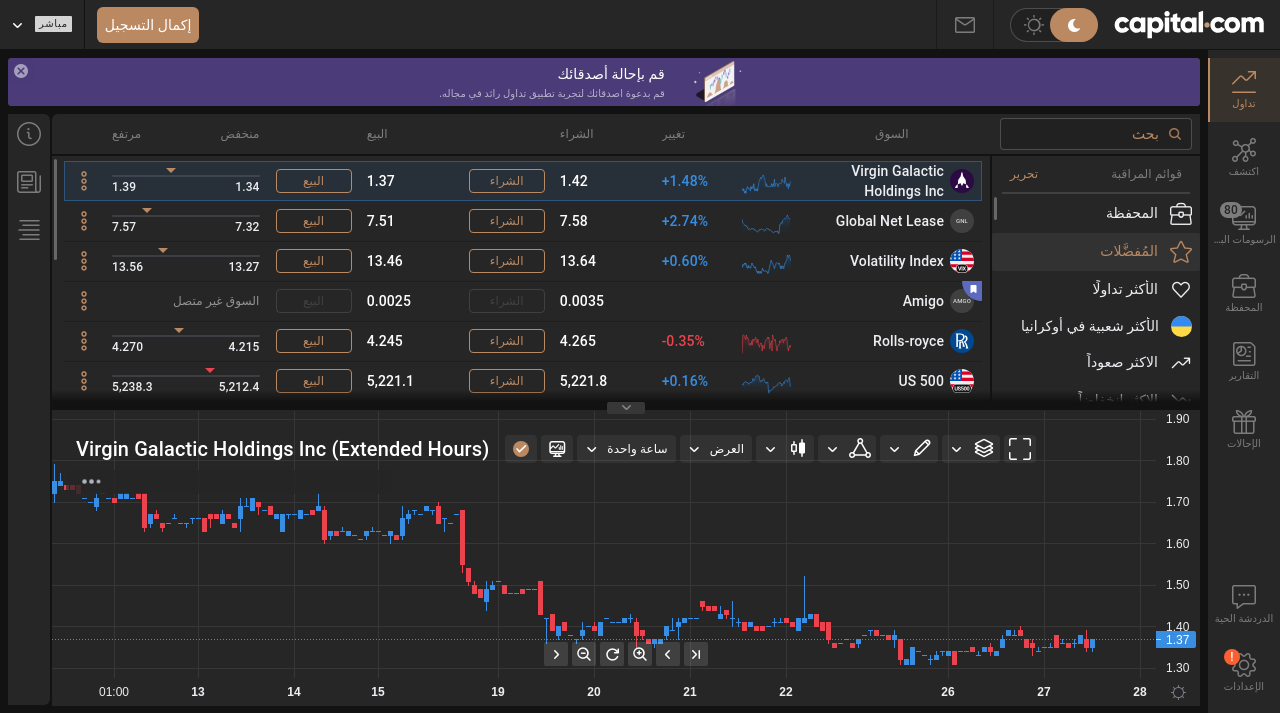 capital.com
إكمال التسجيل
مباشر
قم بإحالة أصدقائك
قم بدعوة اصدقائك لتجربة تطبيق تداول رائد في مجاله.
تداول
اكتشف
80
الرسومات الب...
المحفظة
التقارير
الإحالات
الدردشة الحية
!
الإعدادات
بحث
قوائم المراقبة
تحرير
المحفظة
المُفضَّلات
الأكثر تداولًا
الأكثر شعبية في أوكرانيا
الاكثر صعوداً
الاكثر انخفاضاً
السوق تغيير الشراء البيع منخفض مرتفع
Virgin Galactic Holdings Inc +1.48% 1.42 الشراء 1.37 البيع 1.34 1.39
GNL Global Net Lease +2.74% 7.58 الشراء 7.51 البيع 7.32 7.57
VIX Volatility Index +0.60% 13.64 الشراء 13.46 البيع 13.27 13.56
AMIGO Amigo 0.0035 الشراء 0.0025 البيع السوق غير متصل
Rolls-royce -0.35% 4.265 الشراء 4.245 البيع 4.215 4.270
US500 US 500 +0.16% 5,221.8 الشراء 5,221.1 البيع 5,212.4 5,238.3
Virgin Galactic Holdings Inc (Extended Hours)
ساعة واحدة
العرض
1.90
1.80
1.70
1.60
1.50
1.40
1.37
1.30
01:00 13 14 15 19 20 21 22 26 27 28